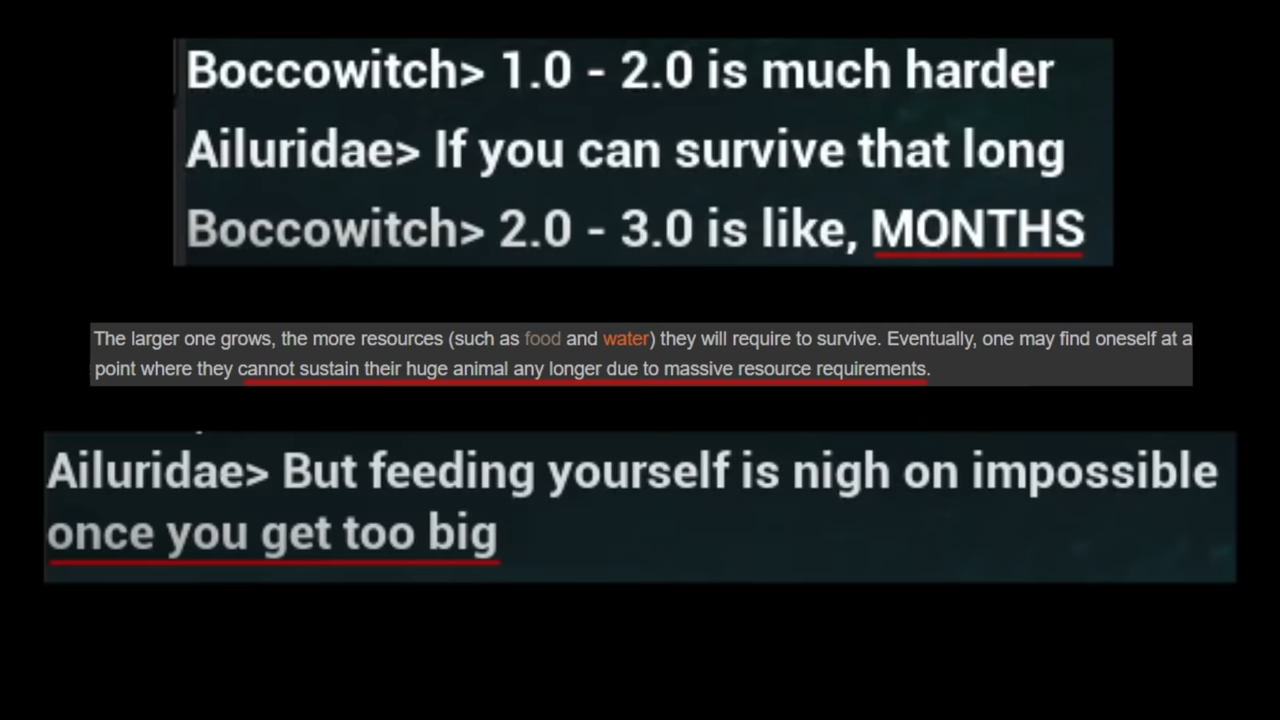 Boccowitch> 1.0 - 2.0 is much harder
Ailuridae> If you can survive that long
Boccowitch> 2.0 - 3.0 is like, MONTHS
The larger one grows, the more resources (such as food and water) they will require to survive. Eventually, one may find oneself at a
point where they cannot sustain their huge animal any longer due to massive resource requirements.
Ailuridae> But feeding yourself is nigh on impossible
once you get too big